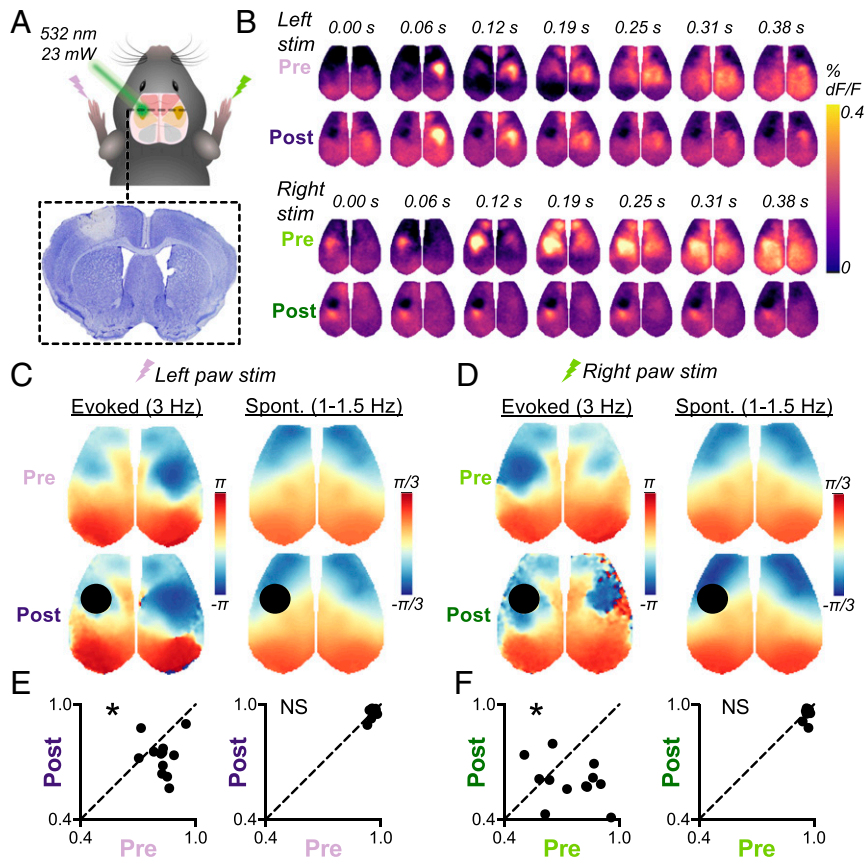 A
532 nm
23 mW
B
Left stim
0.00 s 0.06 s 0.12 s 0.19 s 0.25 s 0.31 s 0.38 s
Pre
Post
% dF/F
0.4
0
Right stim
0.00 s 0.06 s 0.12 s 0.19 s 0.25 s 0.31 s 0.38 s
Pre
Post
C
Left paw stim
Evoked (3 Hz) Spont. (1-1.5 Hz)
Pre
π
-π
π/3
-π/3
Post
D
Right paw stim
Evoked (3 Hz) Spont. (1-1.5 Hz)
Pre
π
-π
π/3
-π/3
Post
E
1.0
*
Post
0.4
0.4 1.0
Pre
1.0
NS
Post
0.4
0.4 1.0
Pre
F
1.0
*
Post
0.4
0.4 1.0
Pre
1.0
NS
Post
0.4
0.4 1.0
Pre